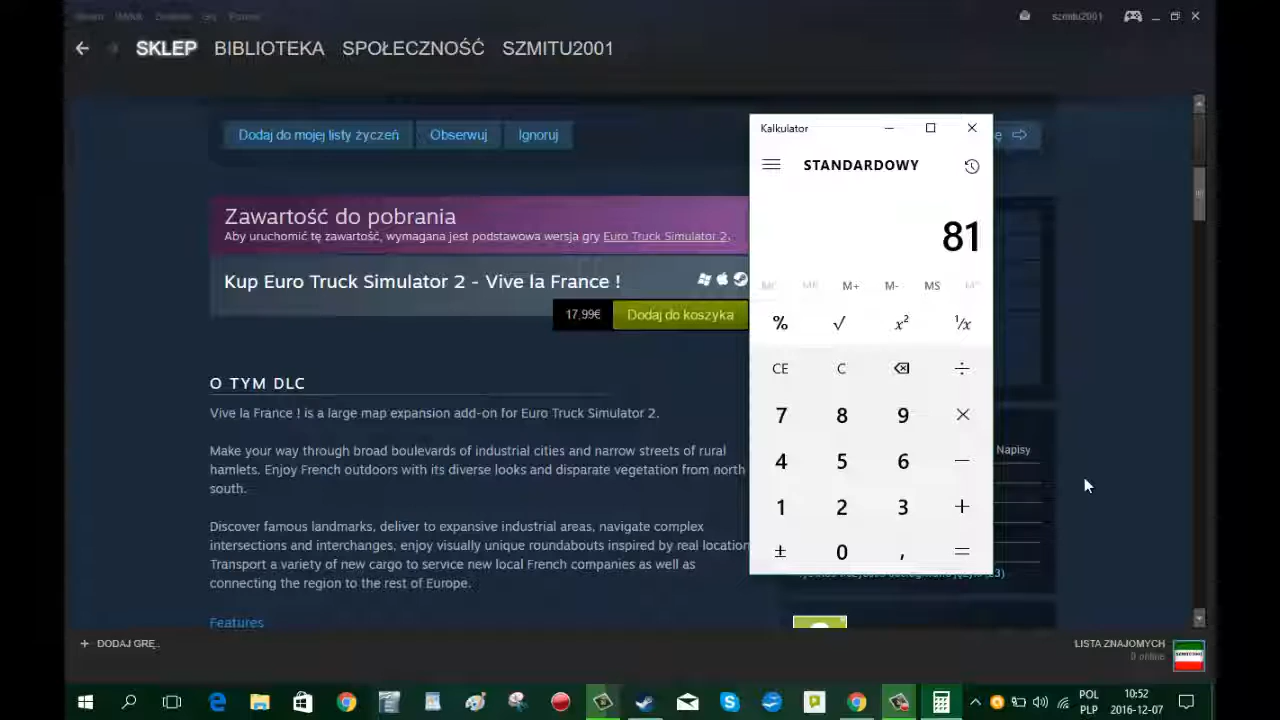 szmitu2001
SKLEP BIBLIOTEKA SPOŁECZNOŚĆ SZMITU2001
Dodaj do mojej listy życzeń Obserwuj Ignoruj
Zawartość do pobrania
Aby uruchomić tę zawartość, wymagana jest podstawowa wersja gry Euro Truck Simulator 2.
Kup Euro Truck Simulator 2 - Vive la France !
17,99€ Dodaj do koszyka
O TYM DLC
Vive la France ! is a large map expansion add-on for Euro Truck Simulator 2.
Make your way through broad boulevards of industrial cities and narrow streets of rural
hamlets. Enjoy French outdoors with its diverse looks and disparate vegetation from north
south.
Discover famous landmarks, deliver to expansive industrial areas, navigate complex
intersections and interchanges, enjoy visually unique roundabouts inspired by real location
Transport a variety of new cargo to service new local French companies as well as
connecting the region to the rest of Europe.
Features
Kalkulator
STANDARDOWY
81
MC MR M+ M- MS M
% √ x² ¹/x
CE C ÷
7 8 9 ×
4 5 6 −
1 2 3 +
± 0 , =
Napisy
+ DODAJ GRĘ..
LISTA ZNAJOMYCH
0 online
POL
PLP
10:52
2016-12-07